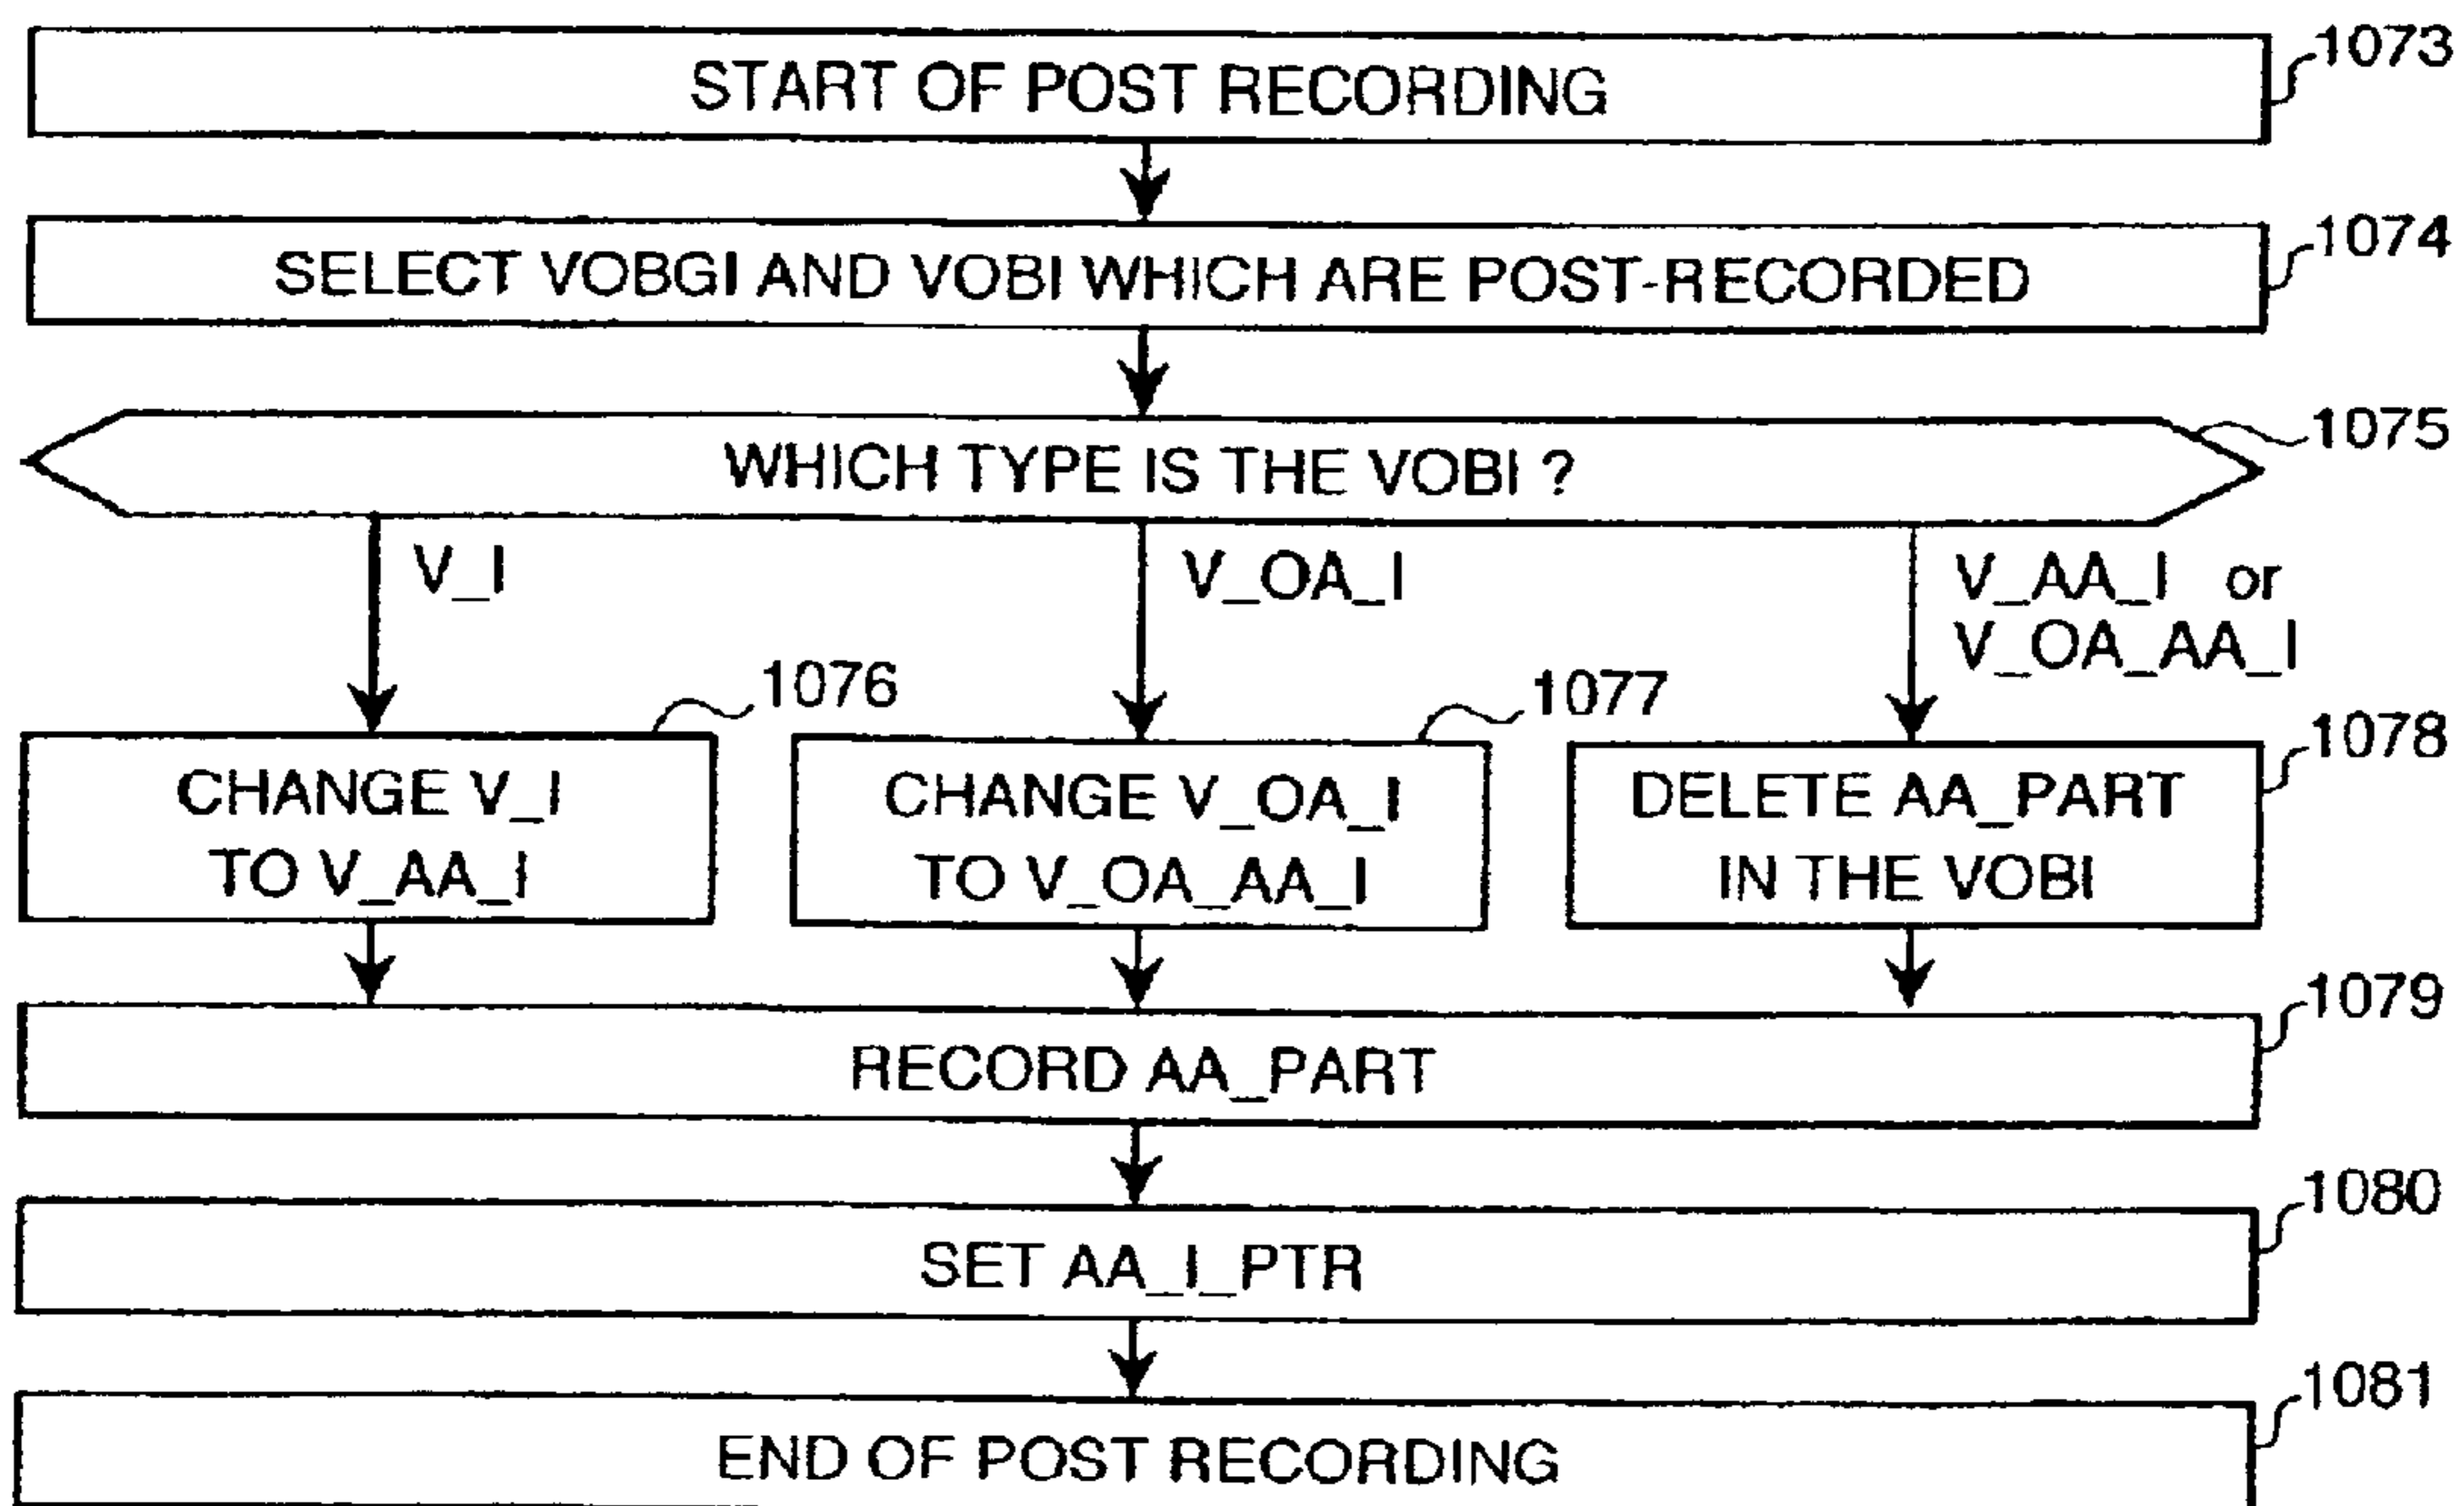 START OF POST RECORDING
1073
SELECT VOBGI AND VOBI WHICH ARE POST-RECORDED
1074
WHICH TYPE IS THE VOBI ?
1075
V_I
V_OA_I
V_AA_I or
V_OA_AA_I
1076
1077
1078
CHANGE V_I
TO V_AA_I
CHANGE V_OA_I
TO V_OA_AA_I
DELETE AA_PART
IN THE VOBI
1079
RECORD AA_PART
1080
SET AA_I_PTR
1081
END OF POST RECORDING